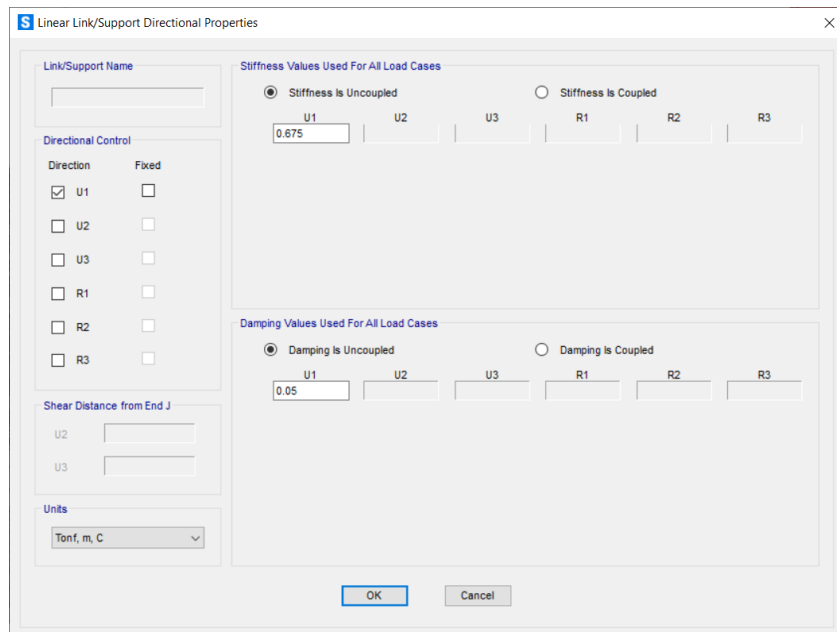 S Linear Link/Support Directional Properties
Link/Support Name
Directional Control
Direction Fixed
U1
U2
U3
R1
R2
R3
Shear Distance from End J
U2
U3
Units
Tonf, m, C
Stiffness Values Used For All Load Cases
Stiffness Is Uncoupled Stiffness Is Coupled
U1 U2 U3 R1 R2 R3
0.675
Damping Values Used For All Load Cases
Damping Is Uncoupled Damping Is Coupled
U1 U2 U3 R1 R2 R3
0.05
OK Cancel